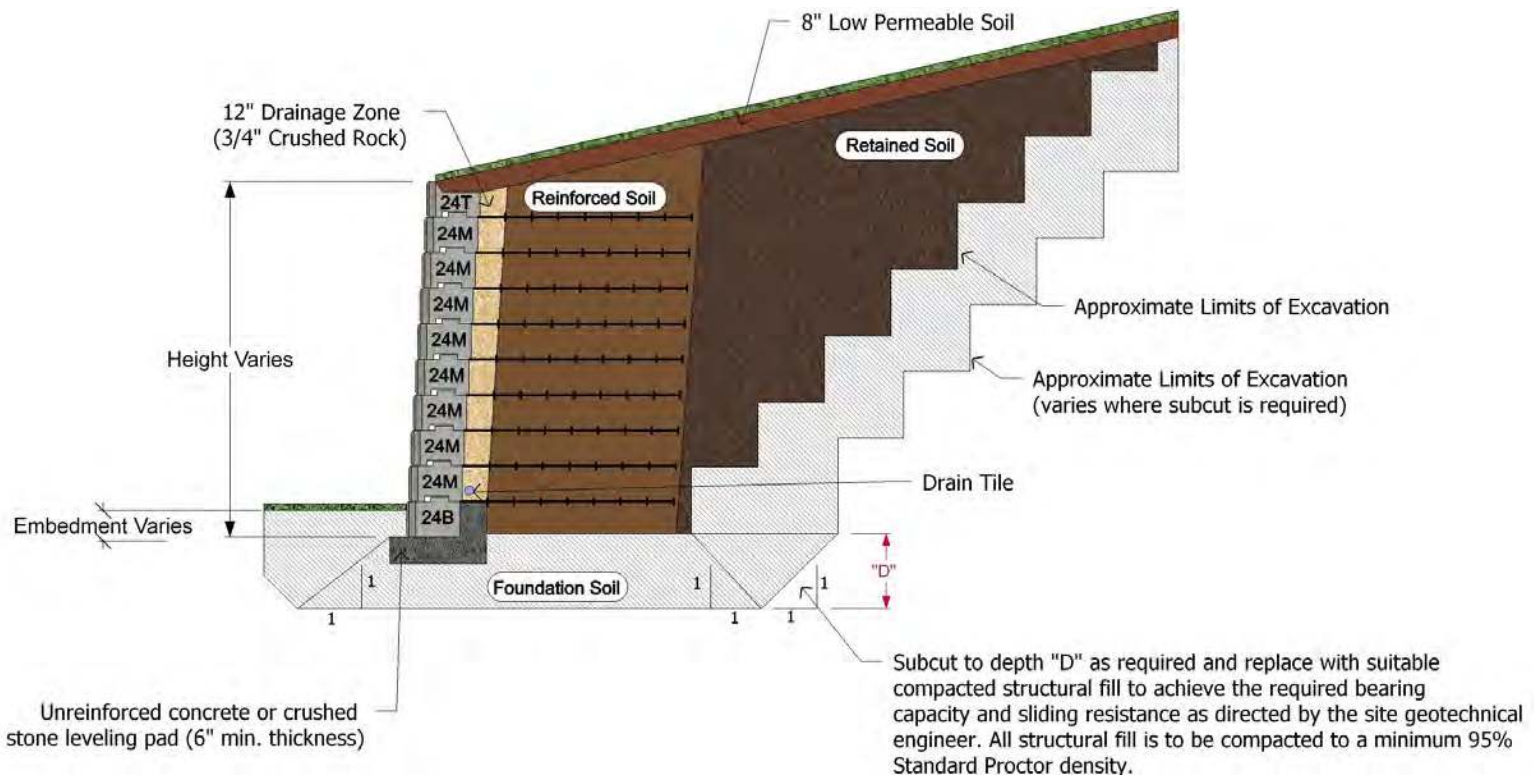 8" Low Permeable Soil
12" Drainage Zone
(3/4" Crushed Rock)
Retained Soil
Reinforced Soil
24T
24M
24M
24M
24M
24M
24M
24M
24M
24B
Height Varies
Approximate Limits of Excavation
Approximate Limits of Excavation
(varies where subcut is required)
Drain Tile
Embedment Varies
Foundation Soil
"D"
1
1
1
1
1
1
Unreinforced concrete or crushed
stone leveling pad (6" min. thickness)
Subcut to depth "D" as required and replace with suitable
compacted structural fill to achieve the required bearing
capacity and sliding resistance as directed by the site geotechnical
engineer. All structural fill is to be compacted to a minimum 95%
Standard Proctor density.